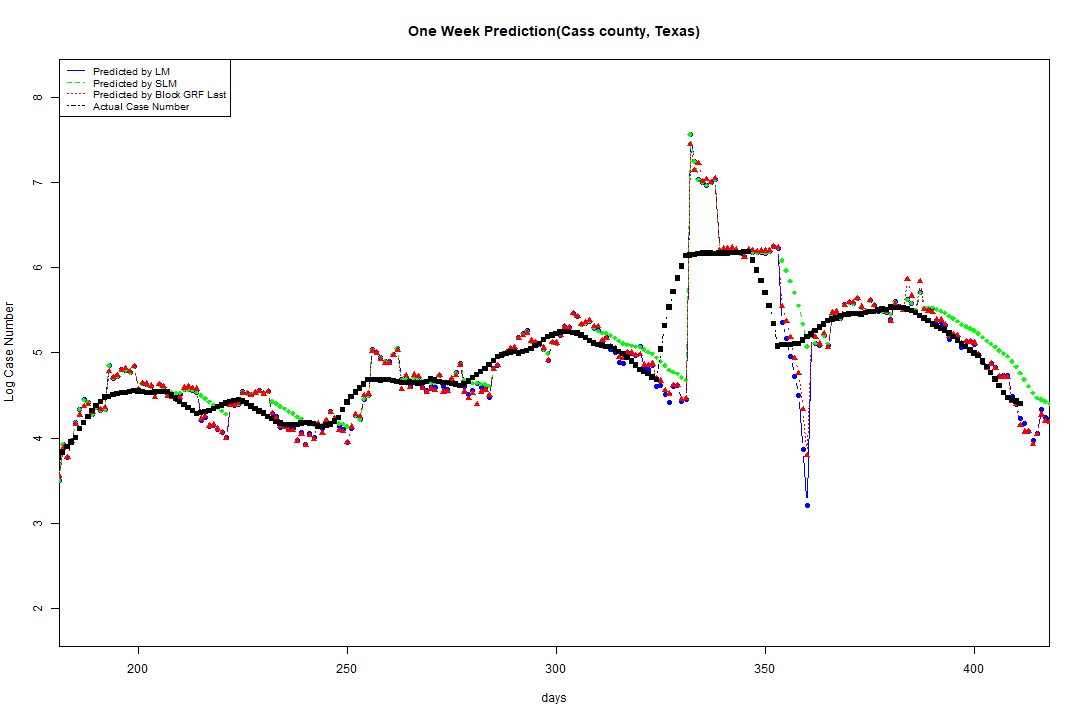 One Week Prediction(Cass county, Texas)
Predicted by LM
Predicted by SLM
Predicted by Block GRF Last
Actual Case Number
Log Case Number
8
7
6
5
4
3
2
200 250 300 350 400
days